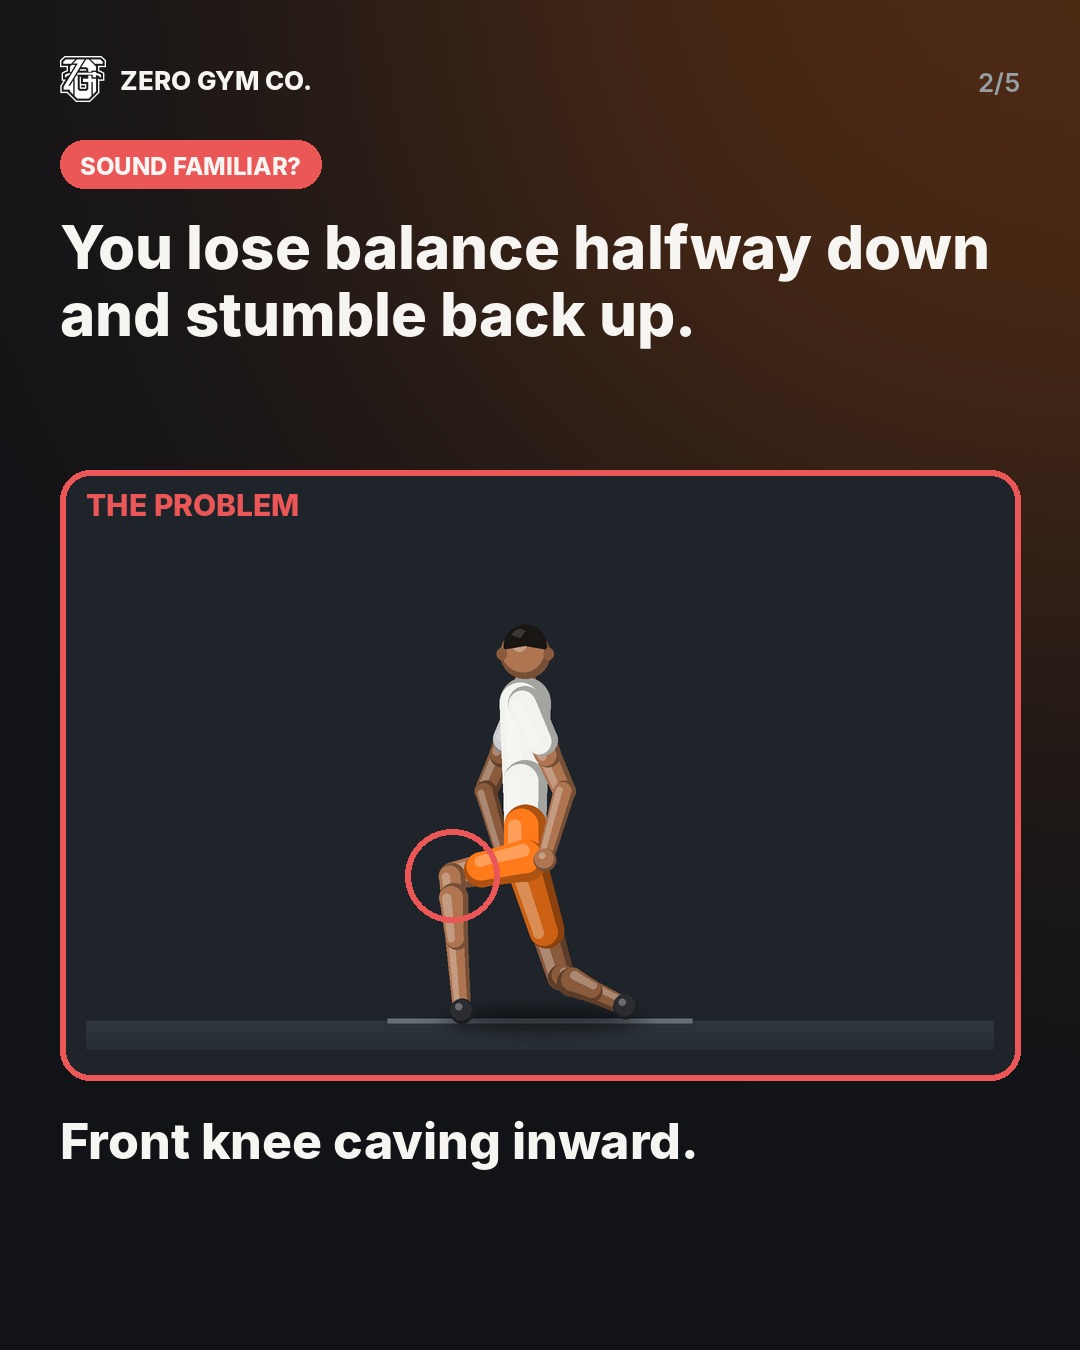 ZERO GYM CO.
2/5
SOUND FAMILIAR?
You lose balance halfway down
and stumble back up.
THE PROBLEM
Front knee caving inward.